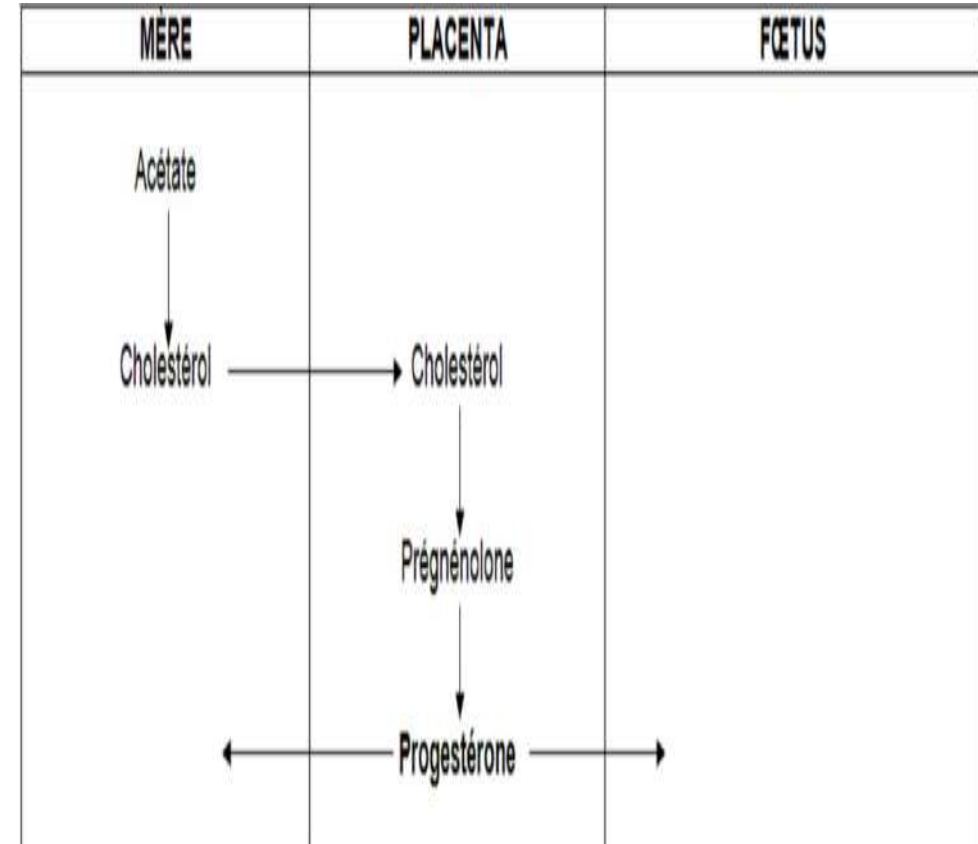 MÈRE PLACENTA FŒTUS
Acétate
Cholestérol Cholestérol
Prégnénolone
Progestérone